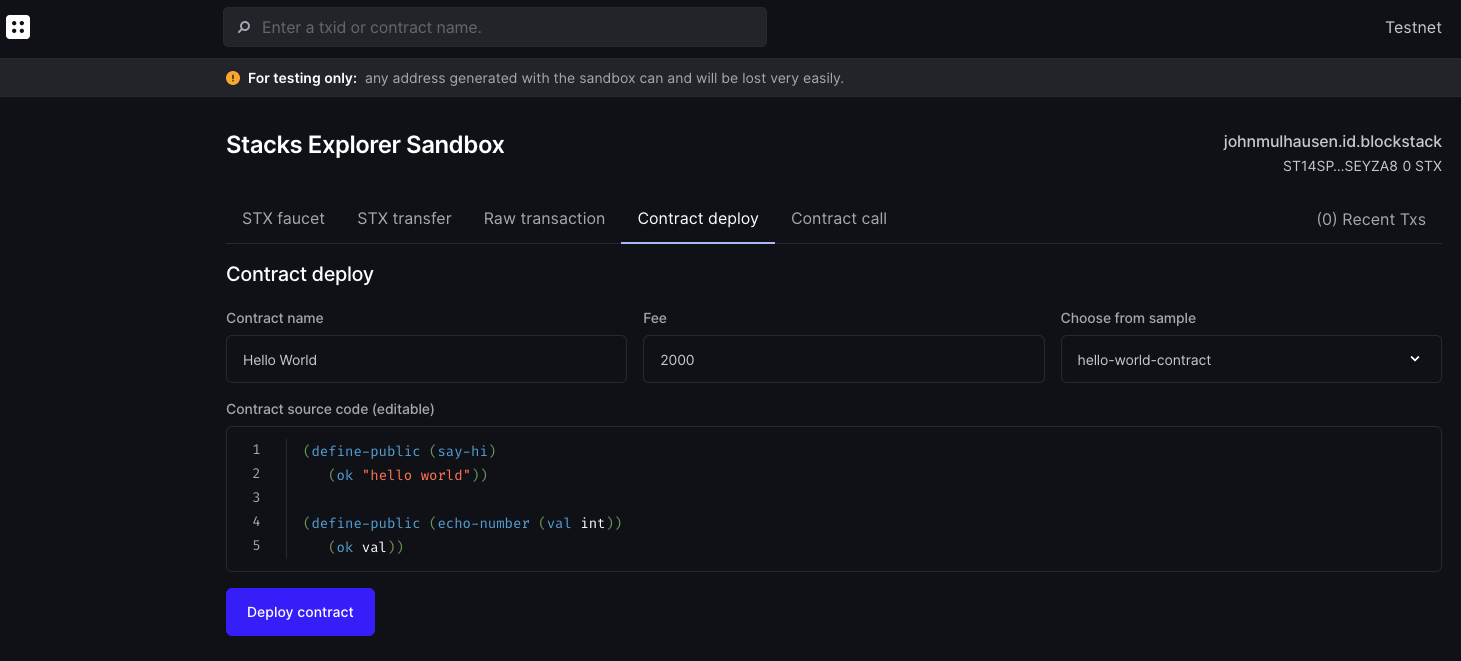 Enter a txid or contract name.
Testnet
For testing only: any address generated with the sandbox can and will be lost very easily.
Stacks Explorer Sandbox
johnmulhausen.id.blockstack
ST14SP...SEYZA8 0 STX
STX faucet STX transfer Raw transaction Contract deploy Contract call (0) Recent Txs
Contract deploy
Contract name Fee Choose from sample
Hello World 2000 hello-world-contract
Contract source code (editable)
1 (define-public (say-hi)
2 (ok "hello world"))
3
4 (define-public (echo-number (val int))
5 (ok val))
Deploy contract